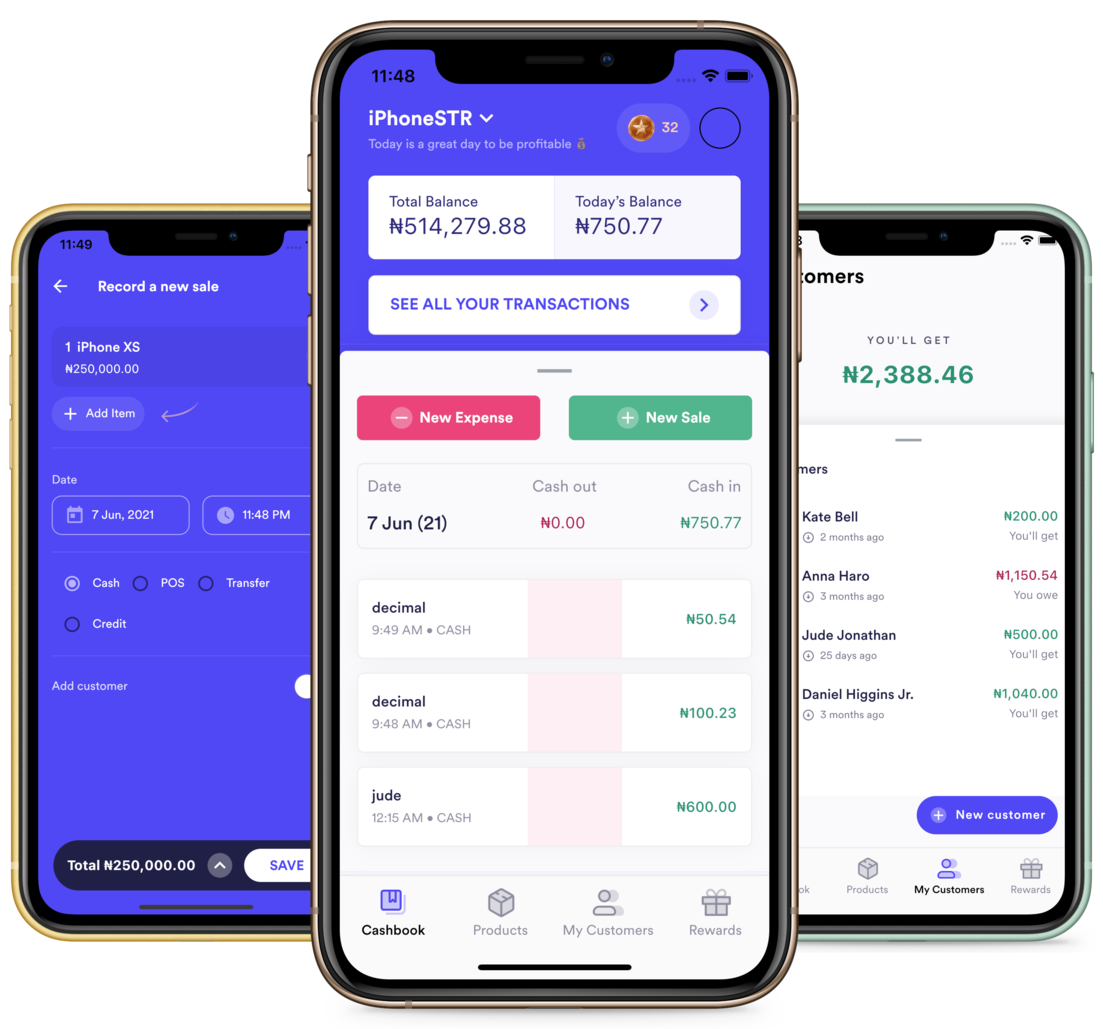 11:49
Record a new sale
1 iPhone XS
₦250,000.00
Add Item
Date
7 Jun, 2021
11:48 PM
Cash
POS
Transfer
Credit
Add customer
Total ₦250,000.00
SAVE
11:48
iPhoneSTR
32
Today is a great day to be profitable
Total Balance
Today's Balance
₦514,279.88
₦750.77
SEE ALL YOUR TRANSACTIONS
New Expense
New Sale
Date Cash out Cash in
7 Jun (21) ₦0.00 ₦750.77
decimal
9:49 AM • CASH
₦50.54
decimal
9:48 AM • CASH
₦100.23
jude
12:15 AM • CASH
₦600.00
Cashbook Products My Customers Rewards
tomers
YOU'LL GET
₦2,388.46
mers
Kate Bell ₦200.00
2 months ago You'll get
Anna Haro ₦1,150.54
3 months ago You owe
Jude Jonathan ₦500.00
25 days ago You'll get
Daniel Higgins Jr. ₦1,040.00
3 months ago You'll get
New customer
ok Products My Customers Rewards